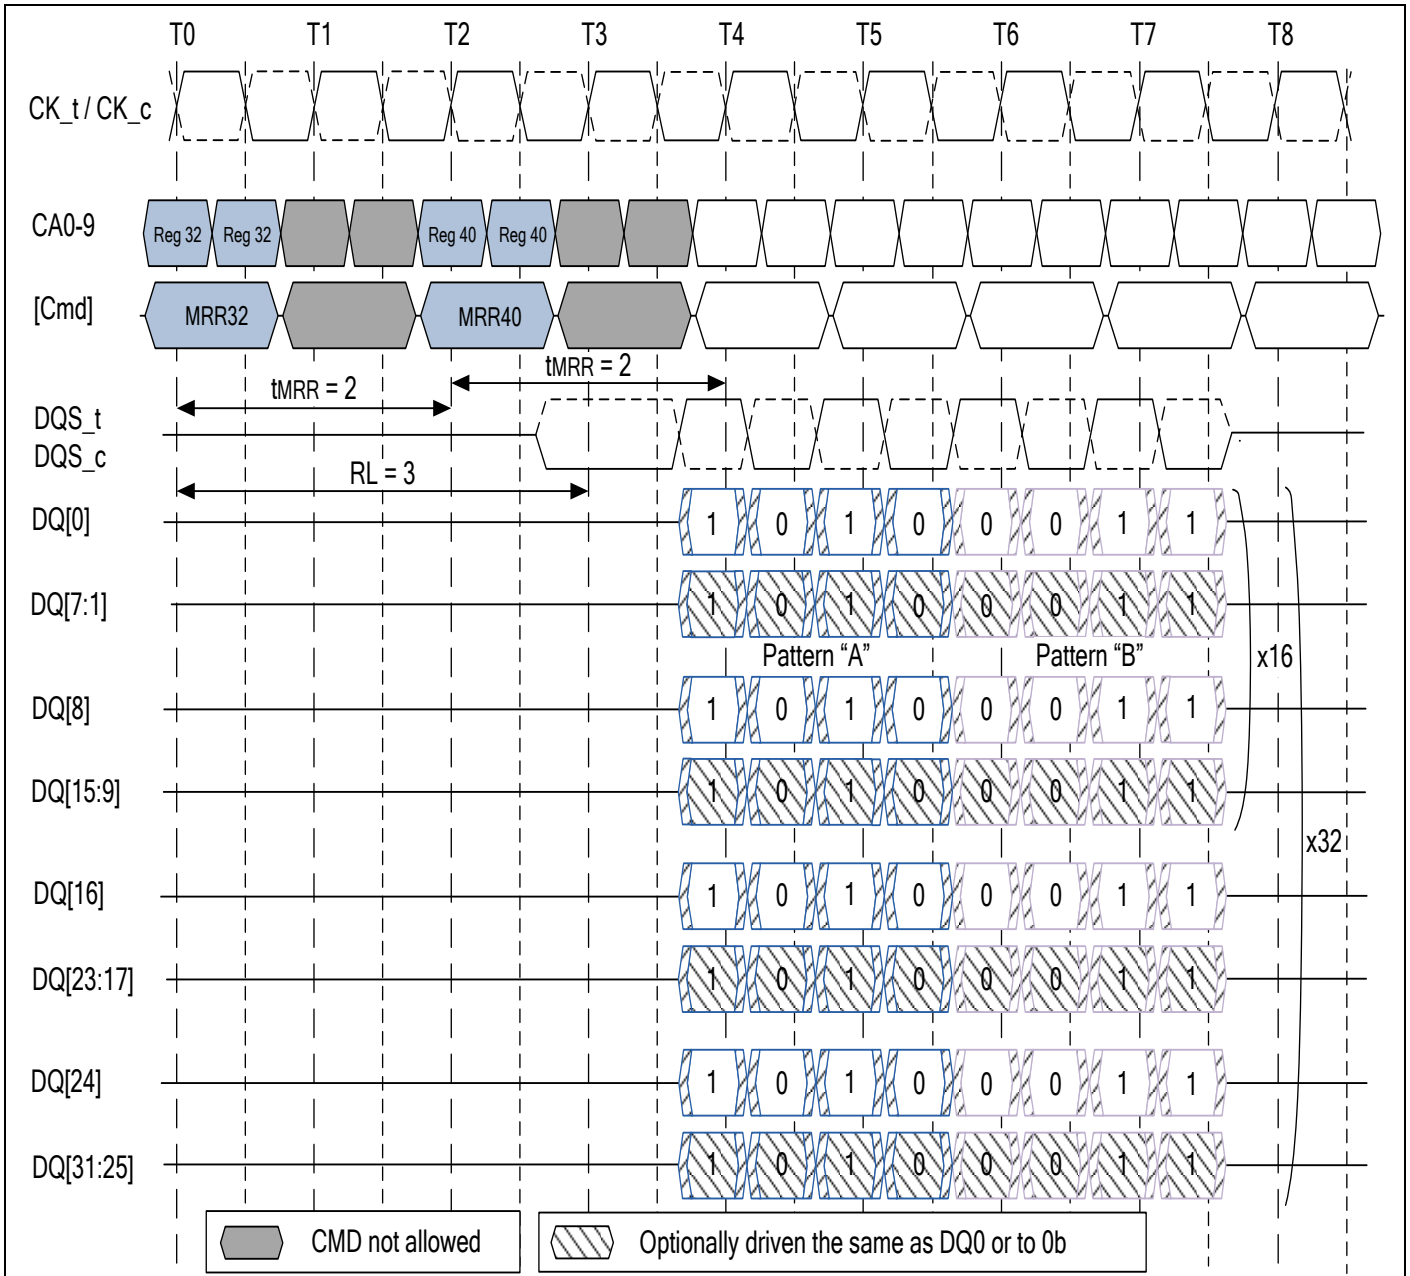 T0 T1 T2 T3 T4 T5 T6 T7 T8
CK_t / CK_c
CA0-9 Reg 32 Reg 32 Reg 40 Reg 40
[Cmd] MRR32 MRR40
tMRR = 2 tMRR = 2
DQS_t
DQS_c
RL = 3
DQ[0] 1 0 1 0 0 0 1 1
DQ[7:1] 1 0 1 0 0 0 1 1
Pattern “A” Pattern “B” x16
DQ[8] 1 0 1 0 0 0 1 1
DQ[15:9] 1 0 1 0 0 0 1 1
x32
DQ[16] 1 0 1 0 0 0 1 1
DQ[23:17] 1 0 1 0 0 0 1 1
DQ[24] 1 0 1 0 0 0 1 1
DQ[31:25] 1 0 1 0 0 0 1 1
CMD not allowed Optionally driven the same as DQ0 or to 0b